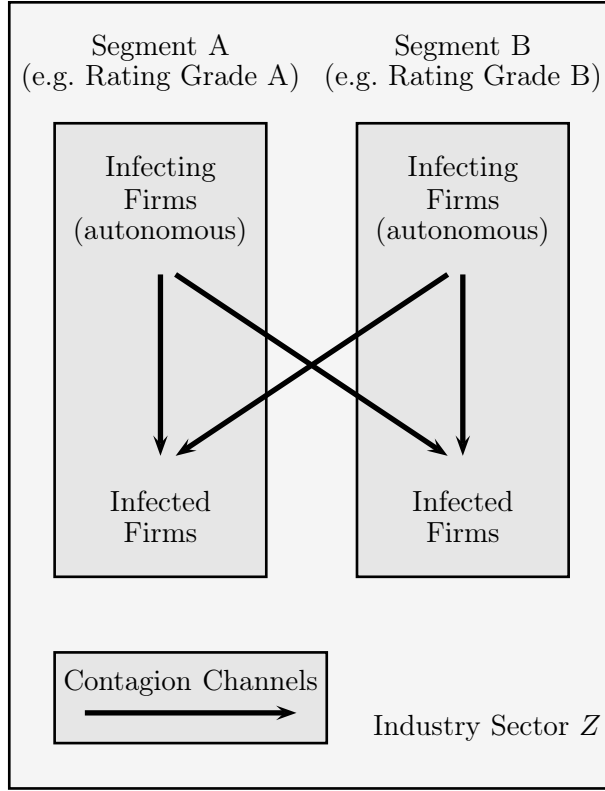 Segment A
(e.g. Rating Grade A)
Segment B
(e.g. Rating Grade B)
Infecting
Firms
(autonomous)
Infecting
Firms
(autonomous)
Infected
Firms
Infected
Firms
Contagion Channels
Industry Sector Z